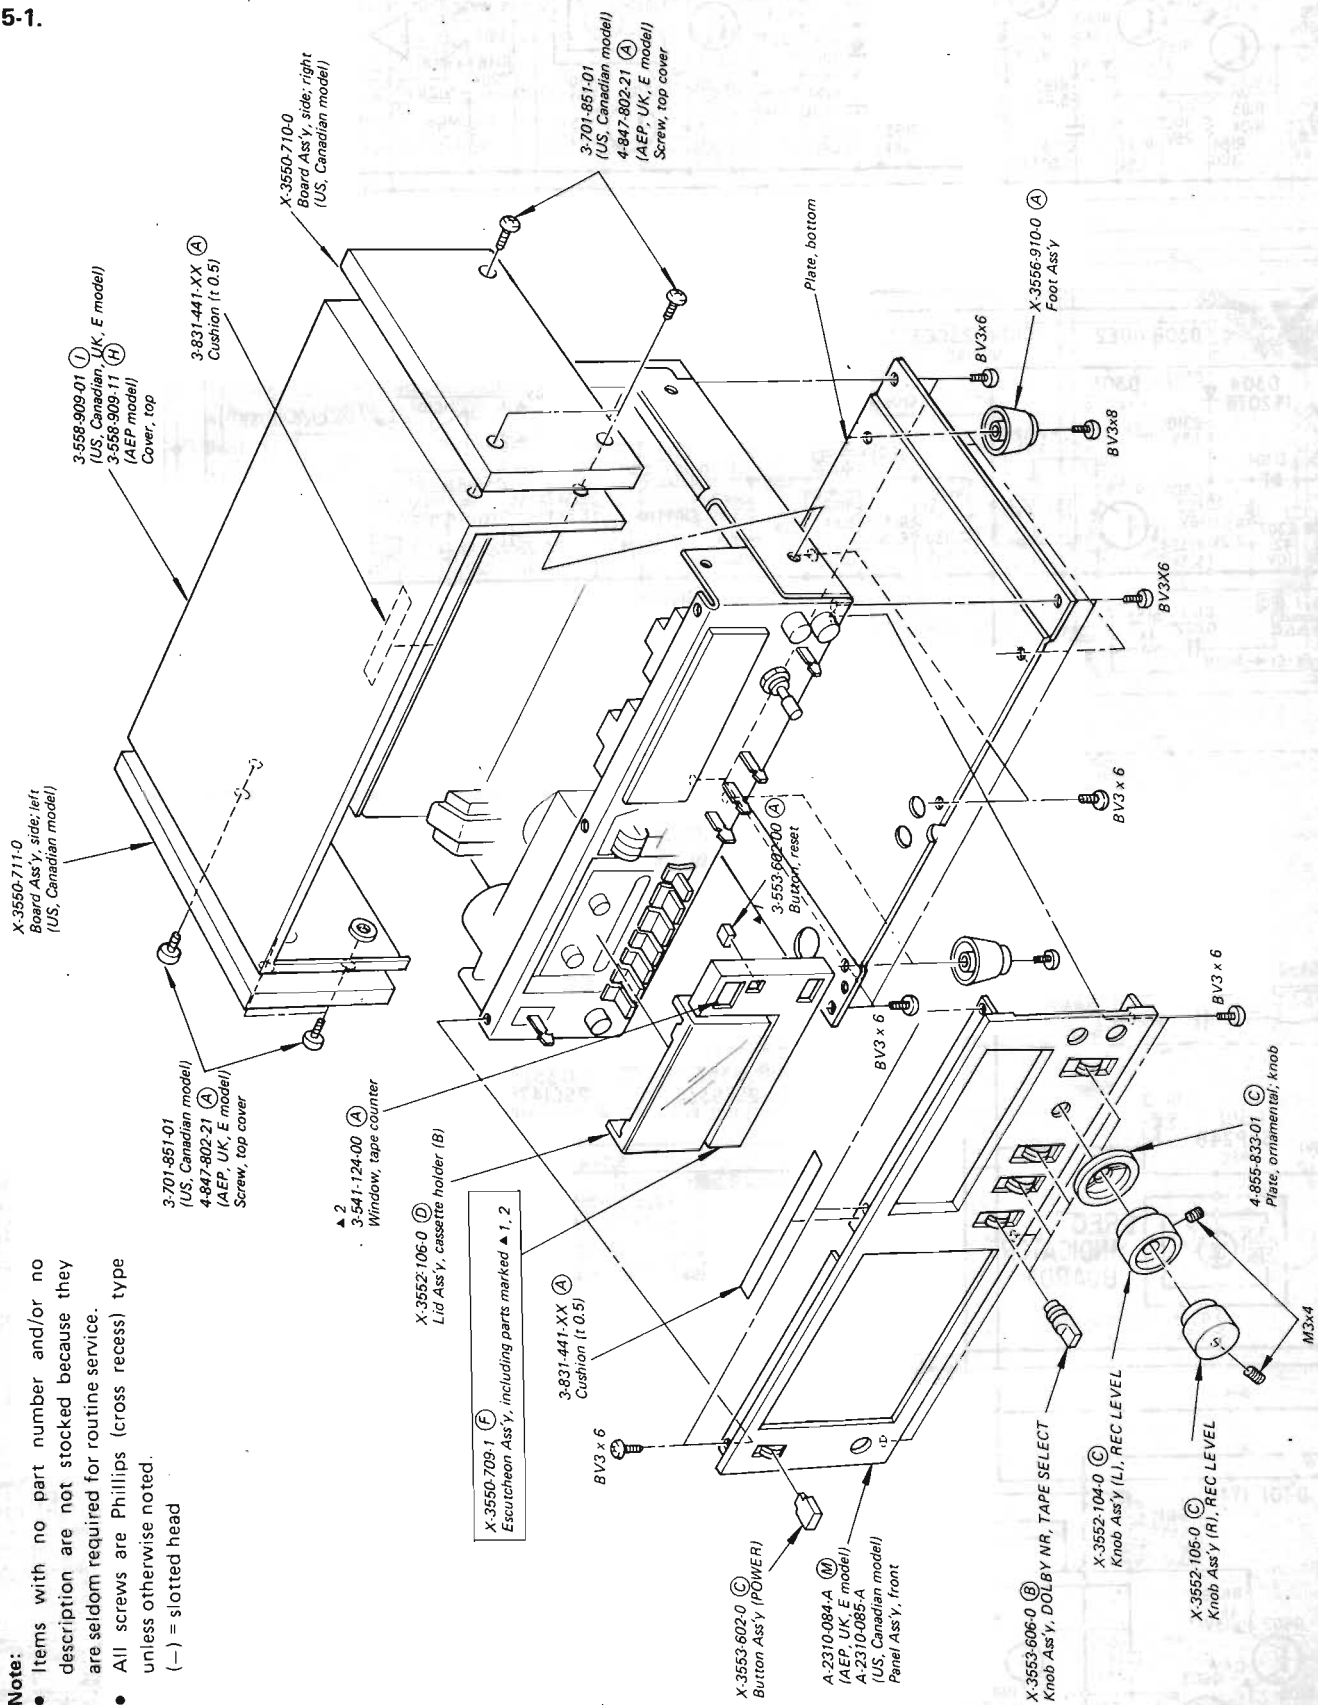 5-1.
Note:
• Items with no part number and/or no
description are not stocked because they
are seldom required for routine service.
• All screws are Phillips (cross recess) type
unless otherwise noted.
(—) = slotted head
X-3550-711-0
Board Ass'y, side; left
(US, Canadian model)
3-558-909-01 (I)
(US, Canadian, UK, E model)
3-558-909-11 (H)
(AEP model)
Cover, top
3-831-441-XX (A)
Cushion (t 0.5)
X-3550-710-0
Board Ass'y, side; right
(US, Canadian model)
3-701-851-01
(US, Canadian model)
4-847-802-21 (A)
(AEP, UK, E model)
Screw, top cover
3-701-851-01
(US, Canadian model)
4-847-802-21 (A)
(AEP, UK, E model)
Screw, top cover
▲ 2
3-541-124-00 (A)
Window, tape counter
X-3552-106-0 (D)
Lid Ass'y, cassette holder (B)
X-3550-709-1 (F)
Escutcheon Ass'y, including parts marked ▲ 1, 2
3-831-441-XX (A)
Cushion (t 0.5)
▲ 1
3-553-602-00 (A)
Button, reset
Plate, bottom
X-3556-910-0 (A)
Foot Ass'y
BV3x6
BV3x8
BV3X6
BV3 x 6
BV3 x 6
BV3 x 6
BV3 x 6
X-3553-602-0 (C)
Button Ass'y (POWER)
A-2310-084-A (M)
(AEP, UK, E model)
A-2310-085-A
(US, Canadian model)
Panel Ass'y, front
X-3553-606-0 (B)
Knob Ass'y, DOLBY NR, TAPE SELECT
X-3552-104-0 (C)
Knob Ass'y (L), REC LEVEL
X-3552-105-0 (C)
Knob Ass'y (R), REC LEVEL
4-855-833-01 (C)
Plate, ornamental; knob
M3x4